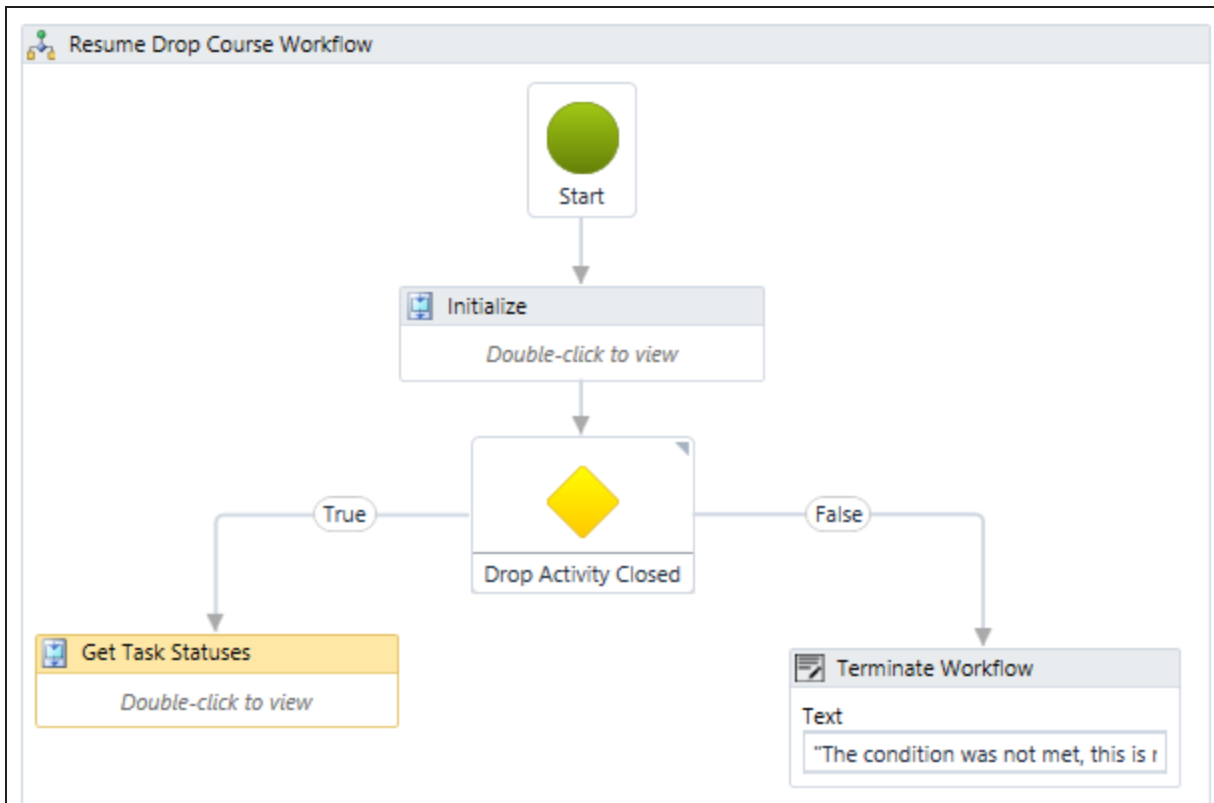 Resume Drop Course Workflow
Start
Initialize
Double-click to view
True
False
Drop Activity Closed
Get Task Statuses
Double-click to view
Terminate Workflow
Text
"The condition was not met, this is